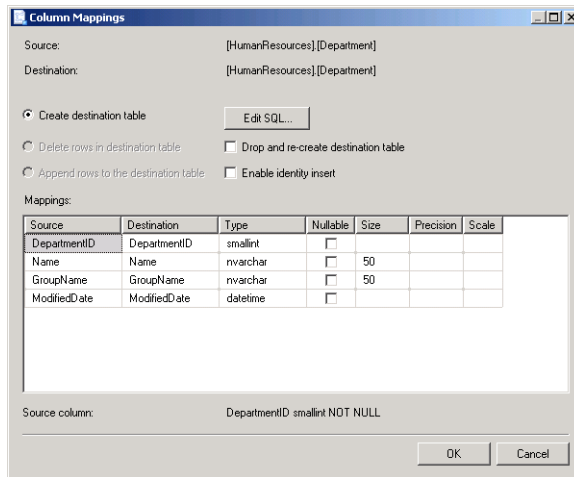 Column Mappings
Source: [HumanResources].[Department]
Destination: [HumanResources].[Department]
Create destination table Edit SQL...
Delete rows in destination table Drop and re-create destination table
Append rows to the destination table Enable identity insert
Mappings:
Source Destination Type Nullable Size Precision Scale
DepartmentID DepartmentID smallint
Name Name nvarchar 50
GroupName GroupName nvarchar 50
ModifiedDate ModifiedDate datetime
Source column: DepartmentID smallint NOT NULL
OK Cancel